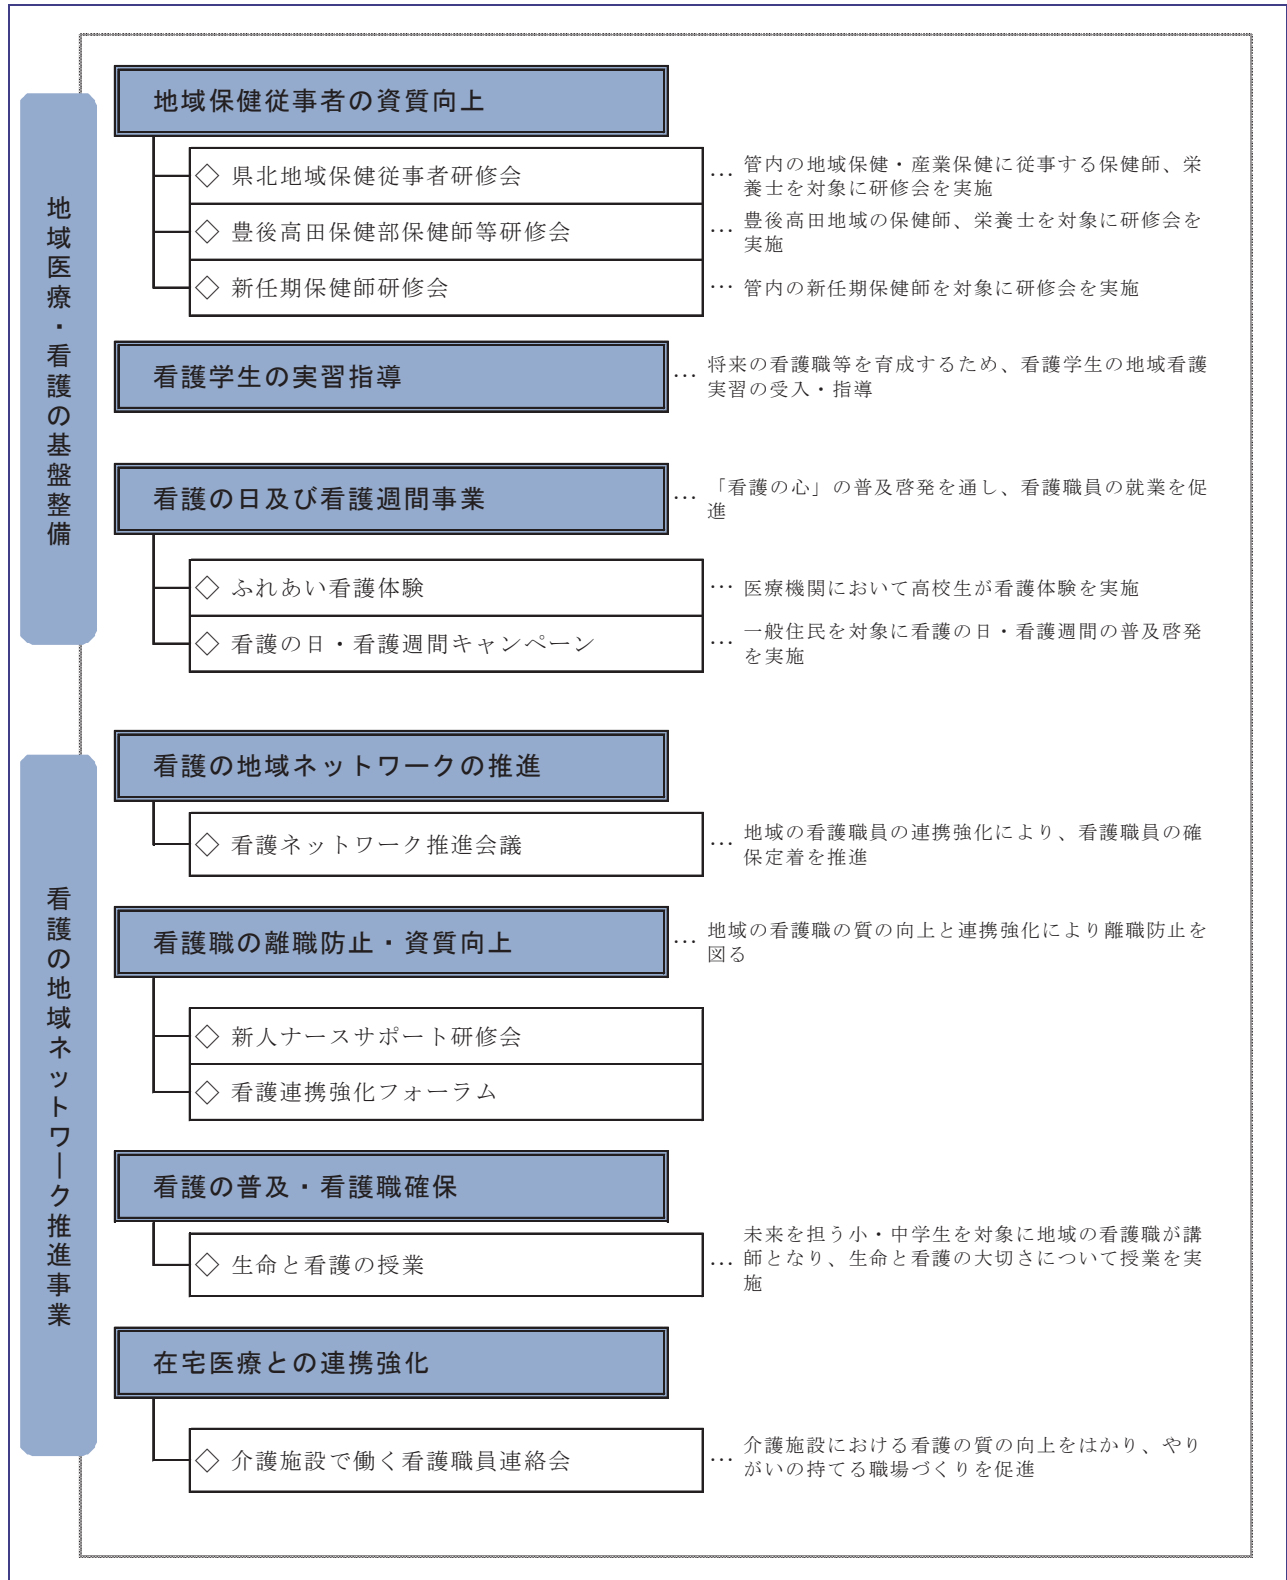 地域医療・看護の基盤整備
地域保健従事者の資質向上
◇ 県北地域保健従事者研修会
… 管内の地域保健・産業保健に従事する保健師、栄
養士を対象に研修会を実施
◇ 豊後高田保健部保健師等研修会
… 豊後高田地域の保健師、栄養士を対象に研修会を
実施
◇ 新任期保健師研修会
… 管内の新任期保健師を対象に研修会を実施
看護学生の実習指導
… 将来の看護職等を育成するため、看護学生の地域看護
実習の受入・指導
看護の日及び看護週間事業
… 「看護の心」の普及啓発を通し、看護職員の就業を促
進
◇ ふれあい看護体験
… 医療機関において高校生が看護体験を実施
◇ 看護の日・看護週間キャンペーン
… 一般住民を対象に看護の日・看護週間の普及啓発
を実施
看護の地域ネットワーク推進事業
看護の地域ネットワークの推進
◇ 看護ネットワーク推進会議
… 地域の看護職員の連携強化により、看護職員の確
保定着を推進
看護職の離職防止・資質向上
… 地域の看護職の質の向上と連携強化により離職防止を
図る
◇ 新人ナースサポート研修会
◇ 看護連携強化フォーラム
看護の普及・看護職確保
◇ 生命と看護の授業
… 未来を担う小・中学生を対象に地域の看護職が講
師となり、生命と看護の大切さについて授業を実
施
在宅医療との連携強化
◇ 介護施設で働く看護職員連絡会
… 介護施設における看護の質の向上をはかり、やり
がいの持てる職場づくりを促進